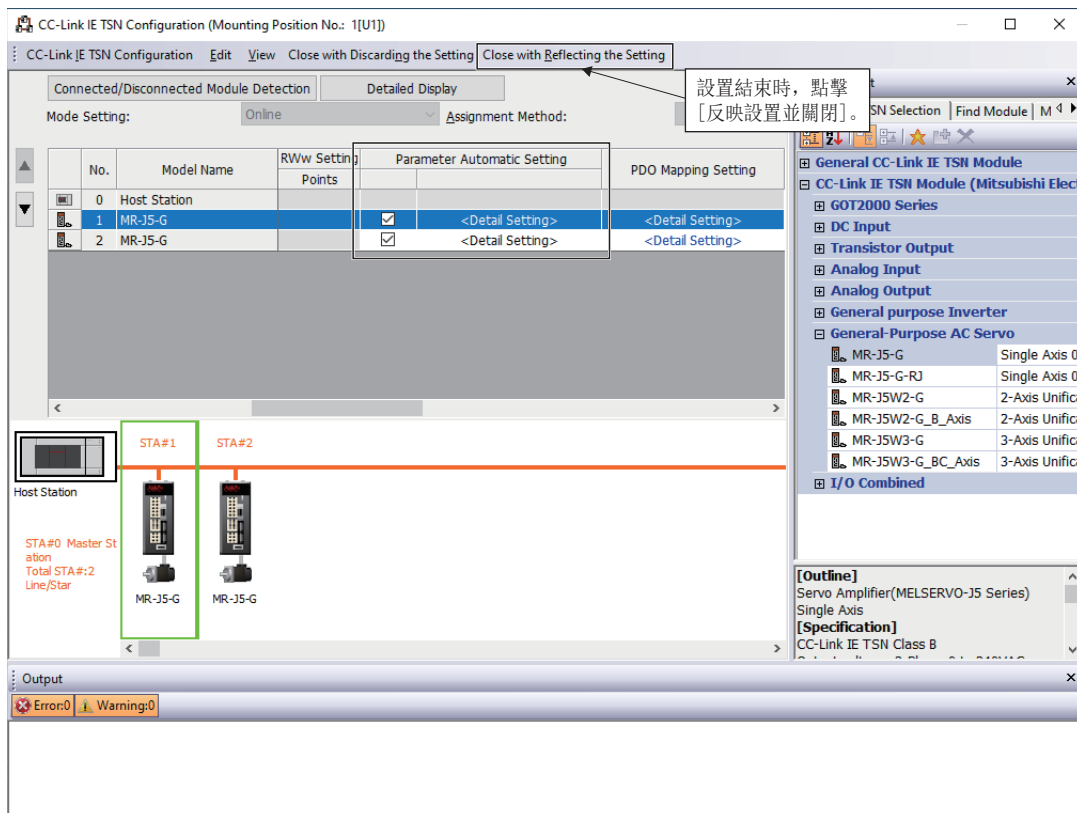 CC-Link IE TSN Configuration (Mounting Position No.: 1[U1])
CC-Link IE TSN Configuration Edit View Close with Discarding the Setting Close with Reflecting the Setting
設置結束時，點擊
[反映設置並關閉]。
Connected/Disconnected Module Detection Detailed Display
Mode Setting: Online Assignment Method:
SN Selection Find Module M
No. Model Name RWw Setting Parameter Automatic Setting PDO Mapping Setting
Points
0 Host Station
1 MR-J5-G <Detail Setting> <Detail Setting>
2 MR-J5-G <Detail Setting> <Detail Setting>
General CC-Link IE TSN Module
CC-Link IE TSN Module (Mitsubishi Elec
GOT2000 Series
DC Input
Transistor Output
Analog Input
Analog Output
General purpose Inverter
General-Purpose AC Servo
MR-J5-G Single Axis
MR-J5-G-RJ Single Axis
MR-J5W2-G 2-Axis Unific
MR-J5W2-G_B_Axis 2-Axis Unific
MR-J5W3-G 3-Axis Unific
MR-J5W3-G_BC_Axis 3-Axis Unific
I/O Combined
STA#1 STA#2
Host Station
STA#0 Master St
ation
Total STA#:2
Line/Star
MR-J5-G MR-J5-G
[Outline]
Servo Amplifier(MELSERVO-J5 Series)
Single Axis
[Specification]
CC-Link IE TSN Class B
Output
Error:0 Warning:0